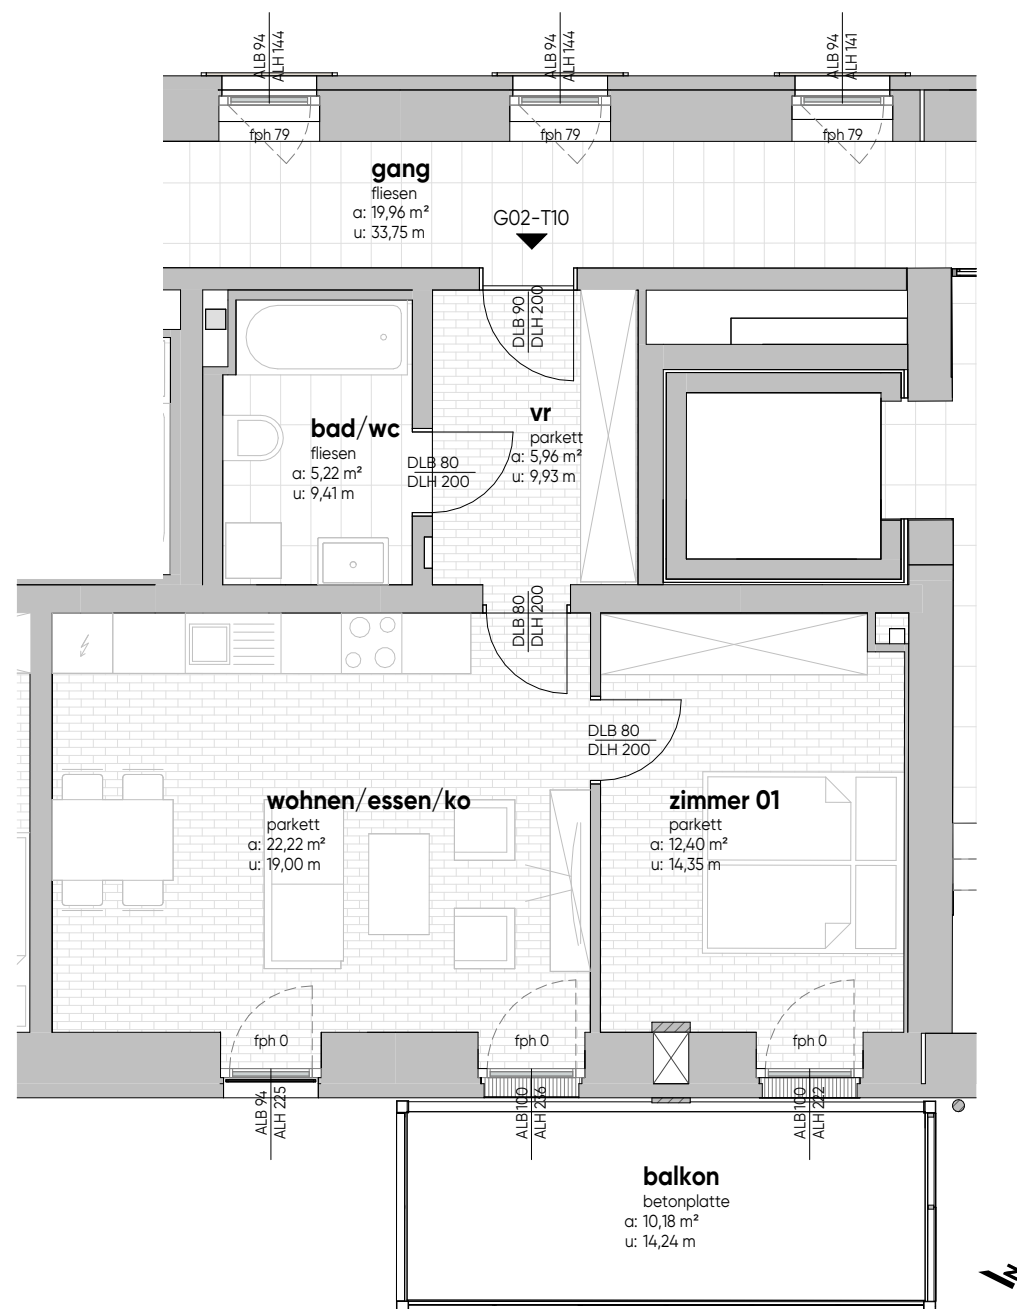 ALB 94
ALH 144
ALB 94
ALH 144
ALB 94
ALH 141
fph 79
fph 79
fph 79
gang
fliesen
a: 19,96 m²
u: 33,75 m
G02-T10
DLB 90
DLH 200
bad/wc
fliesen
a: 5,22 m²
u: 9,41 m
vr
parkett
a: 5,96 m²
u: 9,93 m
DLB 80
DLH 200
DLB 80
DLH 200
DLB 80
DLH 200
wohnen/essen/ko
parkett
a: 22,22 m²
u: 19,00 m
zimmer 01
parkett
a: 12,40 m²
u: 14,35 m
fph 0
fph 0
fph 0
ALB 94
ALH 225
ALB100
ALH 236
ALB100
ALH 222
balkon
betonplatte
a: 10,18 m²
u: 14,24 m
N